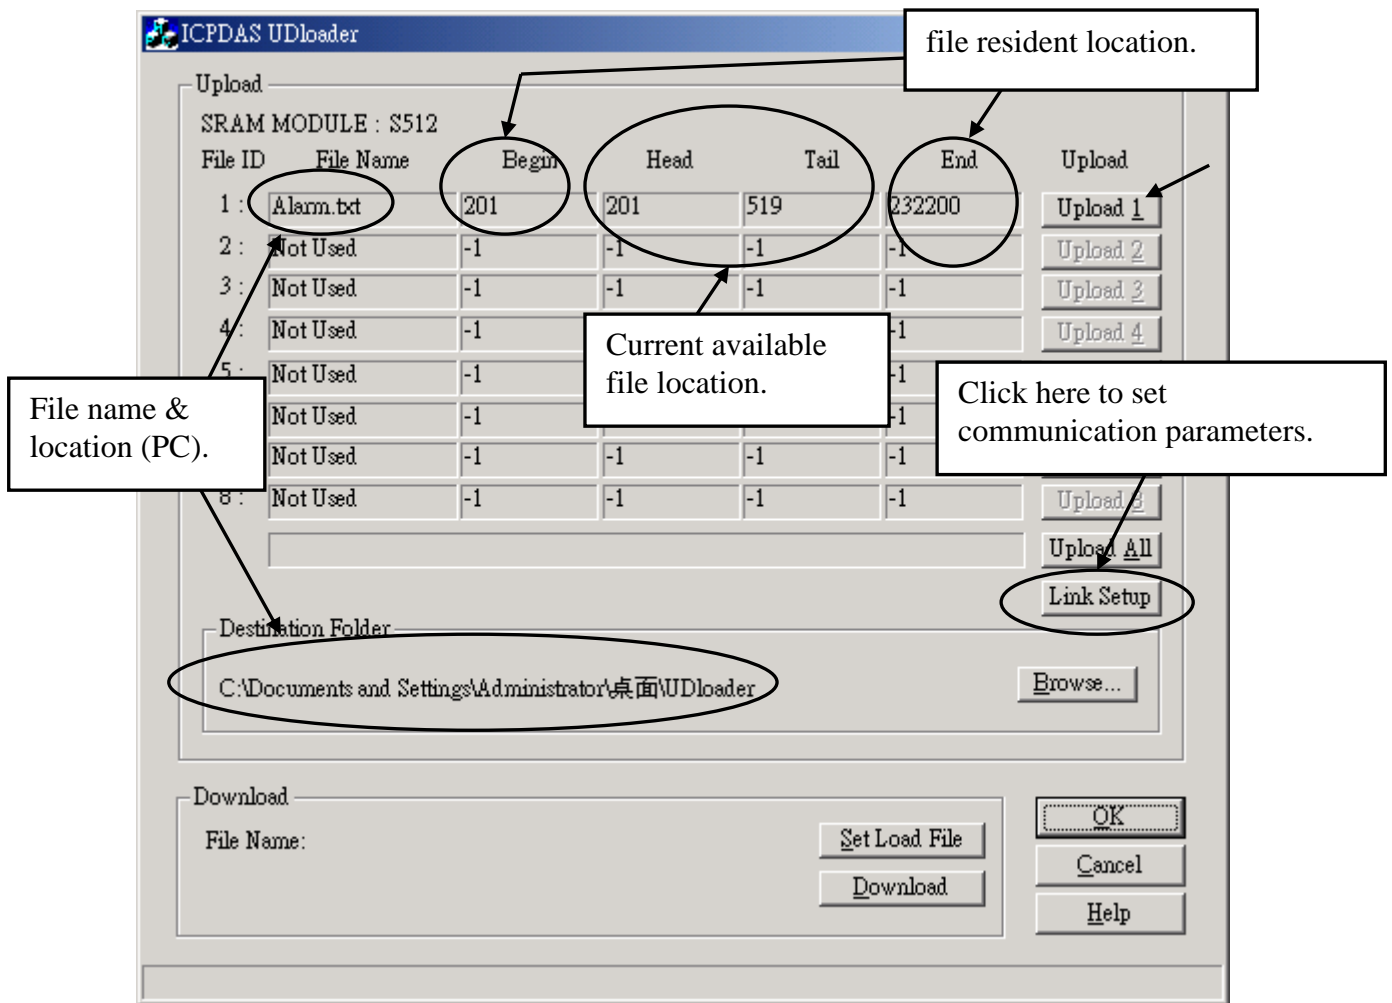 ICPDAS UDloader
file resident location.
Upload
SRAM MODULE : S512
File ID File Name Begin Head Tail End Upload
1 : Alarm.txt 201 201 519 232200 Upload 1
2 : Not Used -1 -1 -1 -1 Upload 2
3 : Not Used -1 -1 -1 -1 Upload 3
4 : Not Used -1 -1 Upload 4
Current available
file location.
5 : Not Used -1 -1
Click here to set
communication parameters.
File name &
location (PC).
Not Used -1 -1
Not Used -1 -1 -1 -1
8 : Not Used -1 -1 -1 -1 Upload 8
Upload All
Link Setup
Destination Folder
C:\Documents and Settings\Administrator\桌面\UDloader
Browse...
Download
File Name:
Set Load File
Download
OK
Cancel
Help